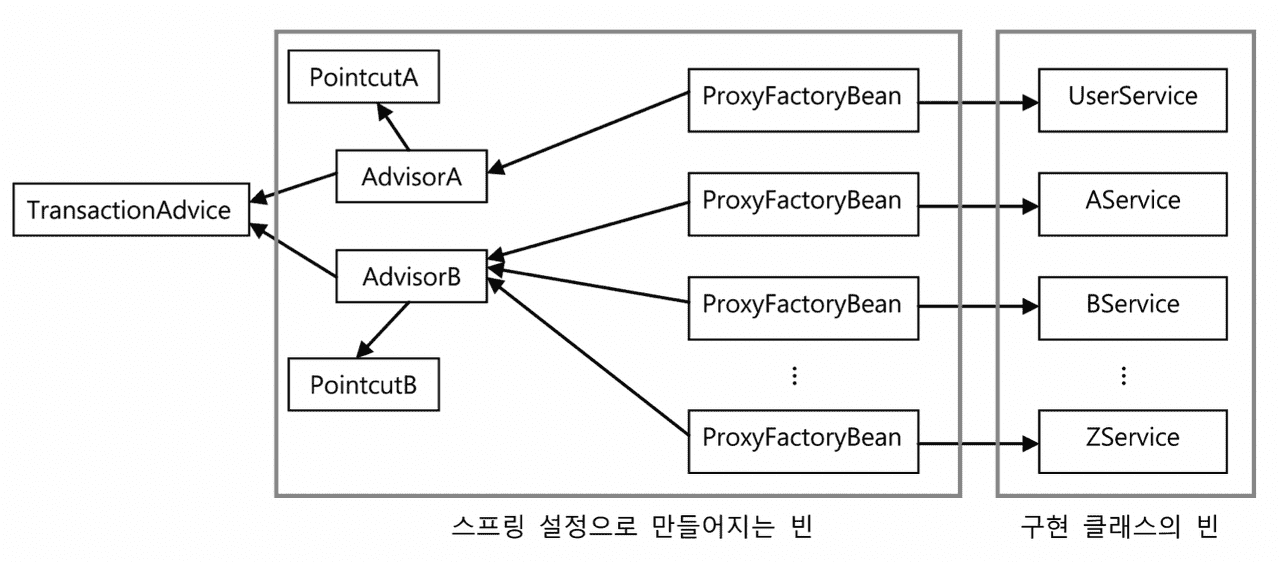 PointcutA
ProxyFactoryBean
UserService
AdvisorA
TransactionAdvice
ProxyFactoryBean
AService
AdvisorB
ProxyFactoryBean
BService
PointcutB
⋮
⋮
ProxyFactoryBean
ZService
스프링 설정으로 만들어지는 빈
구현 클래스의 빈